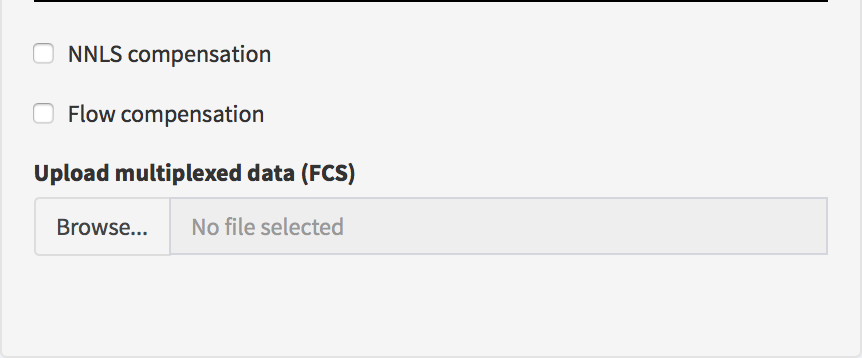 NNLS compensation
Flow compensation
Upload multiplexed data (FCS)
Browse... No file selected